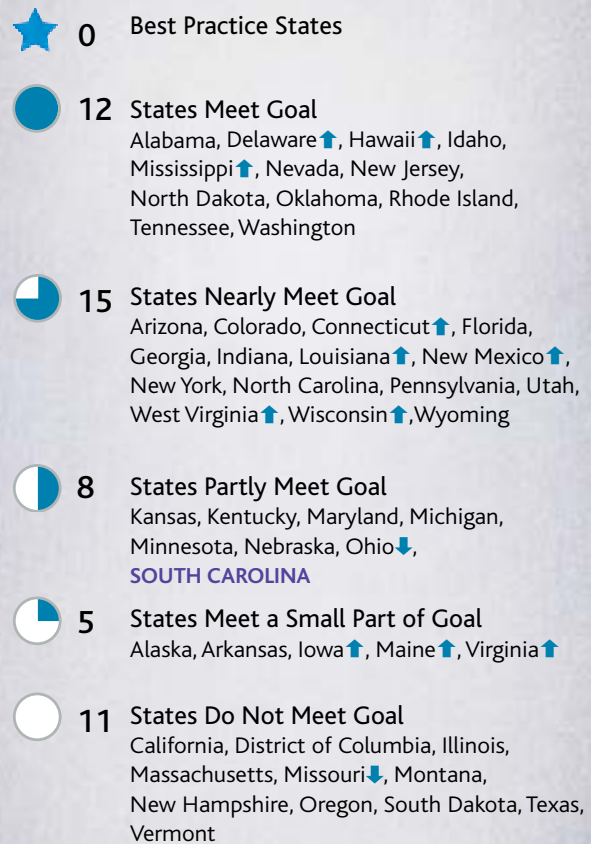 0 Best Practice States
12 States Meet Goal
Alabama, Delaware⬆, Hawaii⬆, Idaho,
Mississippi⬆, Nevada, New Jersey,
North Dakota, Oklahoma, Rhode Island,
Tennessee, Washington
15 States Nearly Meet Goal
Arizona, Colorado, Connecticut⬆, Florida,
Georgia, Indiana, Louisiana⬆, New Mexico⬆,
New York, North Carolina, Pennsylvania, Utah,
West Virginia⬆, Wisconsin⬆,Wyoming
8 States Partly Meet Goal
Kansas, Kentucky, Maryland, Michigan,
Minnesota, Nebraska, Ohio⬇,
SOUTH CAROLINA
5 States Meet a Small Part of Goal
Alaska, Arkansas, Iowa⬆, Maine⬆, Virginia⬆
11 States Do Not Meet Goal
California, District of Columbia, Illinois,
Massachusetts, Missouri⬇, Montana,
New Hampshire, Oregon, South Dakota, Texas,
Vermont